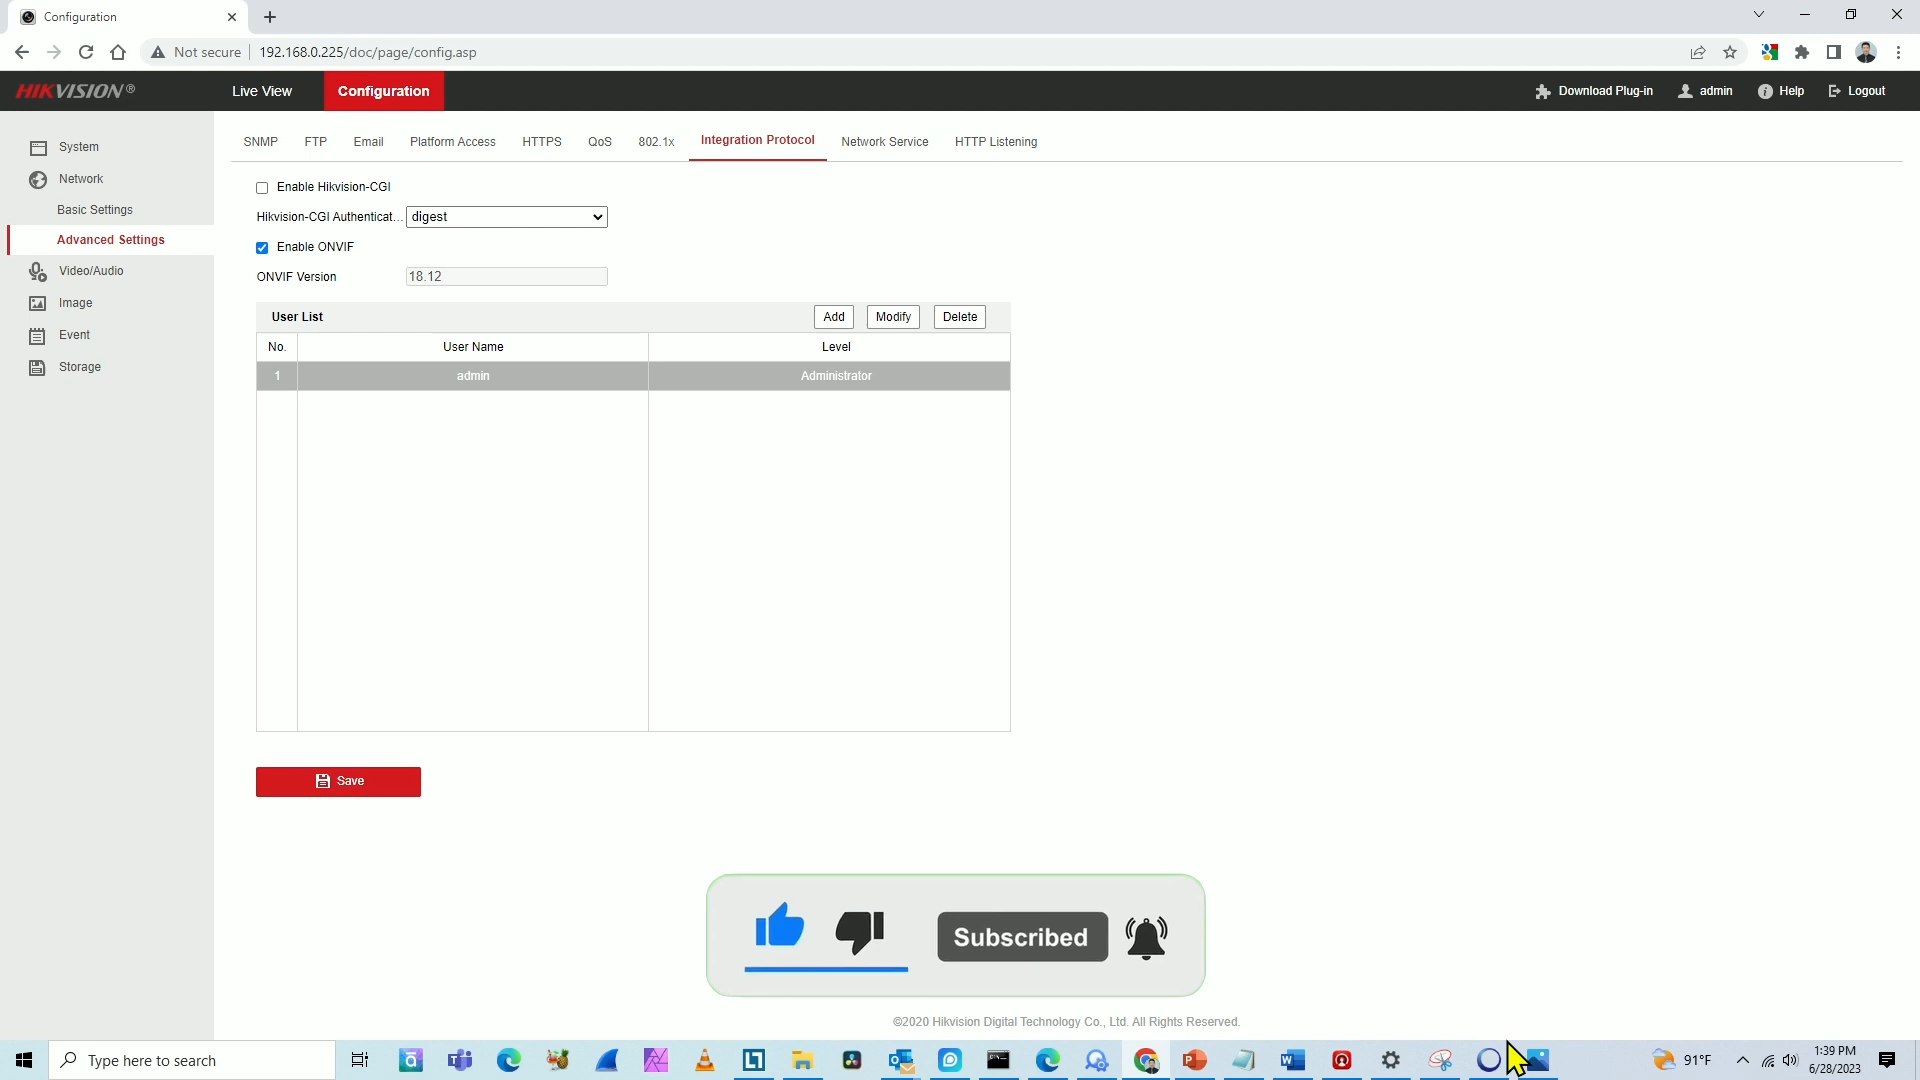 Configuration
Not secure 192.168.0.225/doc/page/config.asp
HIKVISION® Live View Configuration Download Plug-in admin Help Logout
SNMP FTP Email Platform Access HTTPS QoS 802.1x Integration Protocol Network Service HTTP Listening
System
Network
Basic Settings
Advanced Settings
Video/Audio
Image
Event
Storage
Enable Hikvision-CGI
Hikvision-CGI Authenticat... digest
Enable ONVIF
ONVIF Version 18.12
User List Add Modify Delete
No. User Name Level
1 admin Administrator
Save
Subscribed
©2020 Hikvision Digital Technology Co., Ltd. All Rights Reserved.
Type here to search
91°F
1:39 PM
6/28/2023